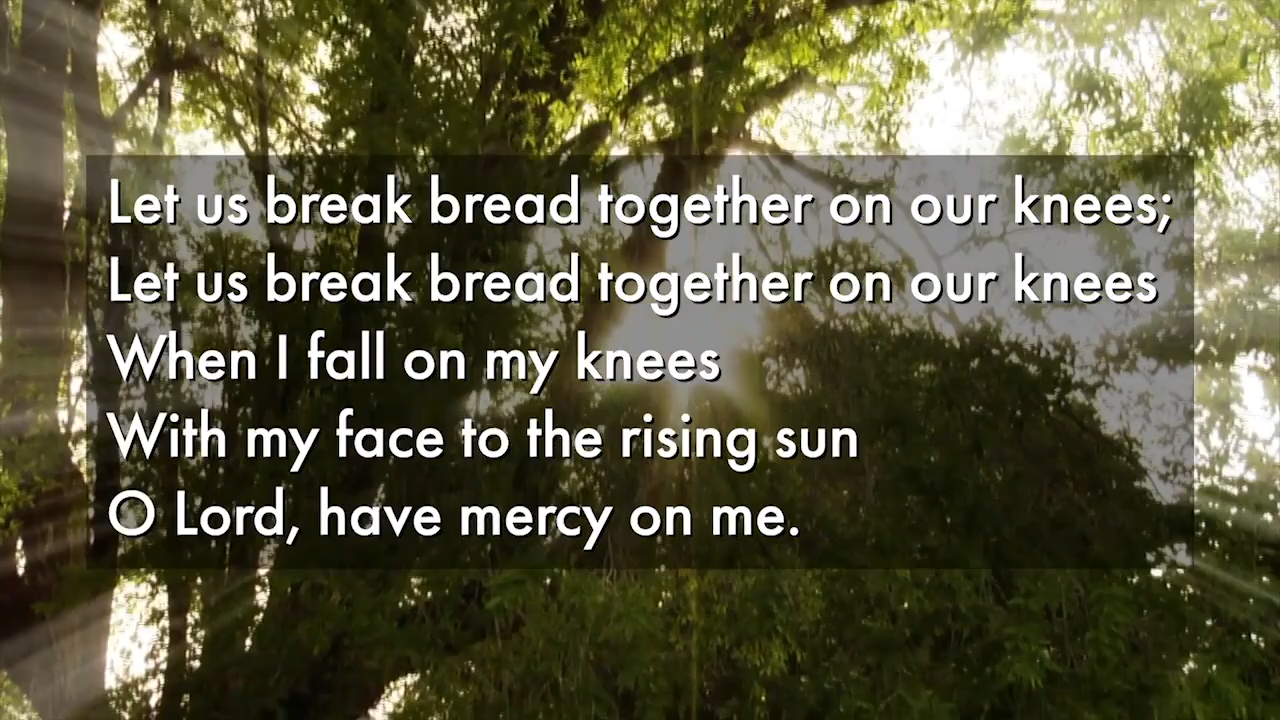 Let us break bread together on our knees;
Let us break bread together on our knees
When I fall on my knees
With my face to the rising sun
O Lord, have mercy on me.